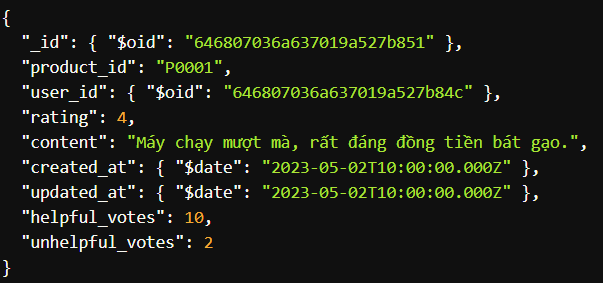 {
  "_id": { "$oid": "646807036a637019a527b851" },
  "product_id": "P0001",
  "user_id": { "$oid": "646807036a637019a527b84c" },
  "rating": 4,
  "content": "Máy chạy mượt mà, rất đáng đồng tiền bát gạo.",
  "created_at": { "$date": "2023-05-02T10:00:00.000Z" },
  "updated_at": { "$date": "2023-05-02T10:00:00.000Z" },
  "helpful_votes": 10,
  "unhelpful_votes": 2
}